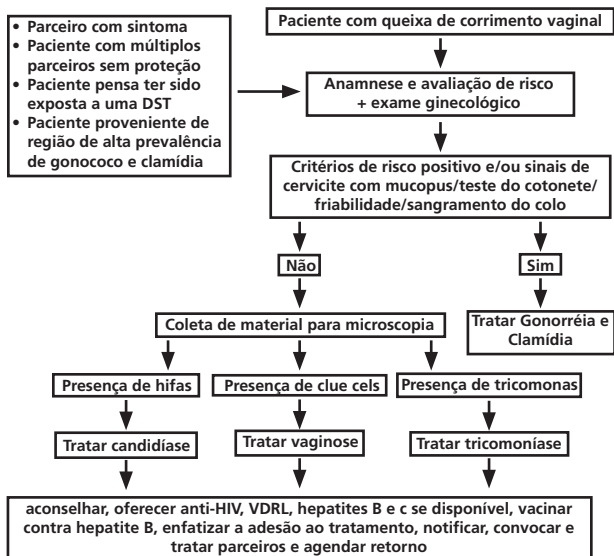 • Parceiro com sintoma
• Paciente com múltiplos
parceiros sem proteção
• Paciente pensa ter sido
exposta a uma DST
• Paciente proveniente de
região de alta prevalência
de gonococo e clamídia
Paciente com queixa de corrimento vaginal
Anamnese e avaliação de risco
+ exame ginecológico
Critérios de risco positivo e/ou sinais de
cervicite com mucopus/teste do cotonete/
friabilidade/sangramento do colo
Não
Sim
Coleta de material para microscopia
Tratar Gonorréia e
Clamídia
Presença de hifas
Presença de clue cels
Presença de tricomonas
Tratar candidíase
Tratar vaginose
Tratar tricomoníase
aconselhar, oferecer anti-HIV, VDRL, hepatites B e c se disponível, vacinar
contra hepatite B, enfatizar a adesão ao tratamento, notificar, convocar e
tratar parceiros e agendar retorno